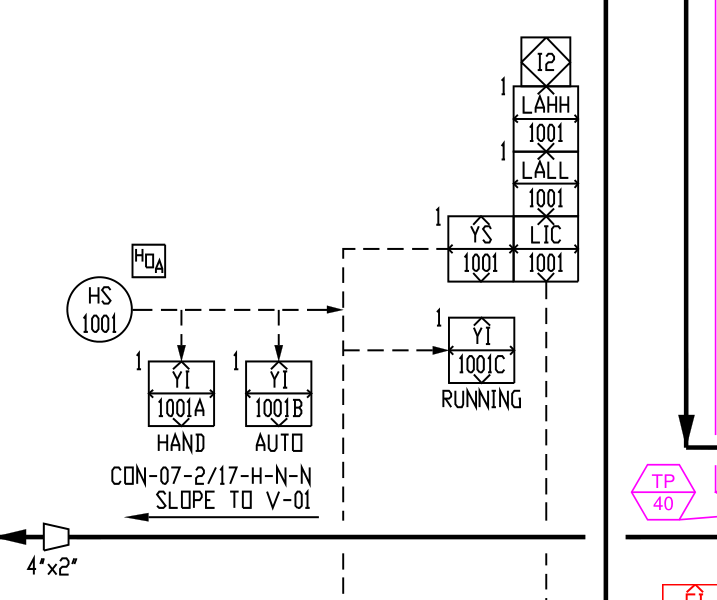 I2
1
LAHH
1001
1
LALL
1001
1
YS
1001
LIC
1001
HOA
HS
1001
1
YI
1001C
RUNNING
1
YI
1001A
HAND
1
YI
1001B
AUTO
CON-07-2/17-H-N-N
SLOPE TO V-01
4"x2"
TP
40